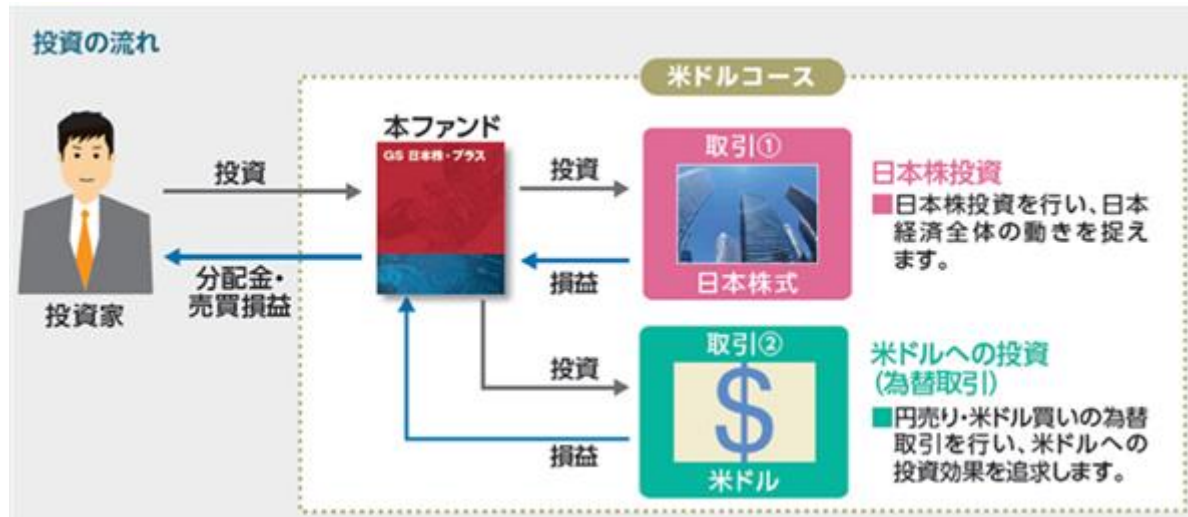 投資の流れ
米ドルコース
本ファンド
GS 日本株・プラス
投資
分配金・
売買損益
投資家
投資
損益
取引①
日本株式
日本株投資
■日本株投資を行い、日本
経済全体の動きを捉え
ます。
投資
損益
取引②
$
米ドル
米ドルへの投資
(為替取引)
■円売り・米ドル買いの為替
取引を行い、米ドルへの
投資効果を追求します。